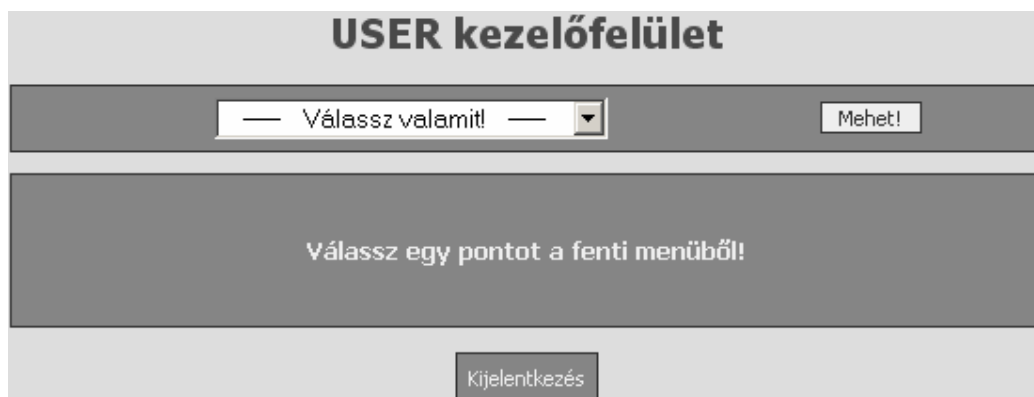 USER kezelőfelület
── Válassz valamit! ── Mehet!
Válassz egy pontot a fenti menüből!
Kijelentkezés